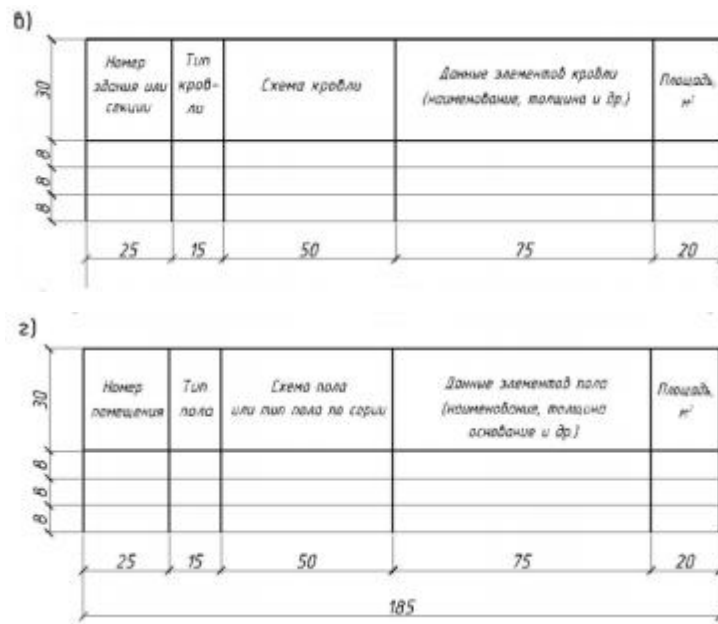 в)
Номер
здания или
секции
Тип
кров-
ли
Схема кровли
Данные элементов кровли
(наименование, толщина и др.)
Площадь,
м²
30
8
8
8
25 15 50 75 20
г)
Номер
помещения
Тип
пола
Схема пола
или тип пола по серии
Данные элементов пола
(наименование, толщина
основание и др.)
Площадь,
м²
30
8
8
8
25 15 50 75 20
185